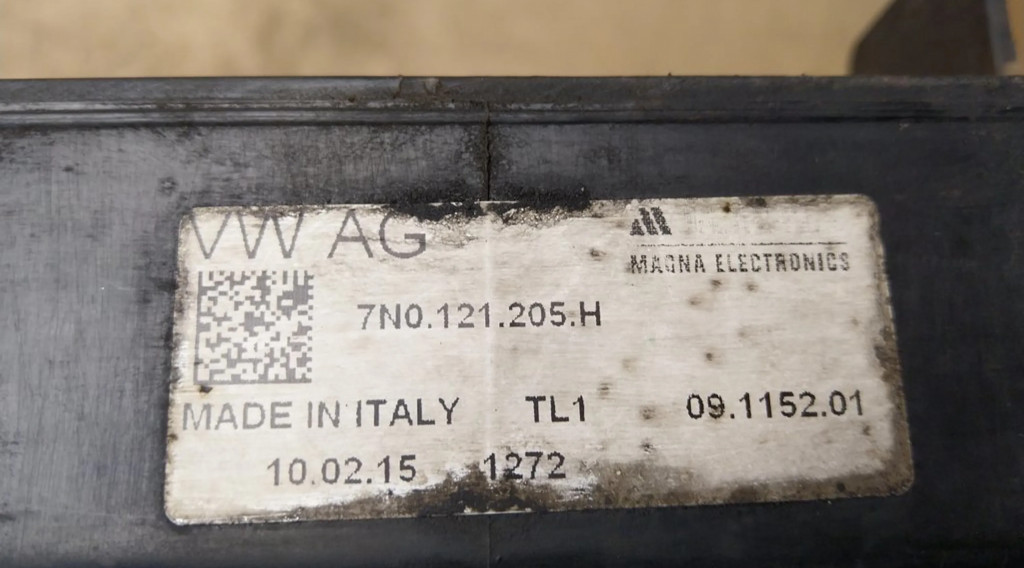 VW AG
MAGNA ELECTRONICS
7N0.121.205.H
MADE IN ITALY TL1 09.1152.01
10.02.15 1272